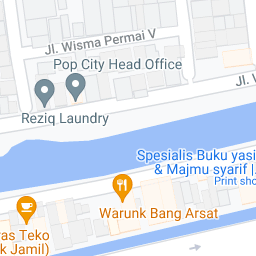 Jl. Wisma Permai V
Pop City Head Office
Jl.
Reziq Laundry
Spesialis Buku yasi
& Majmu syarif |.
Print sho
Warunk Bang Arsat
as Teko
k Jamil)